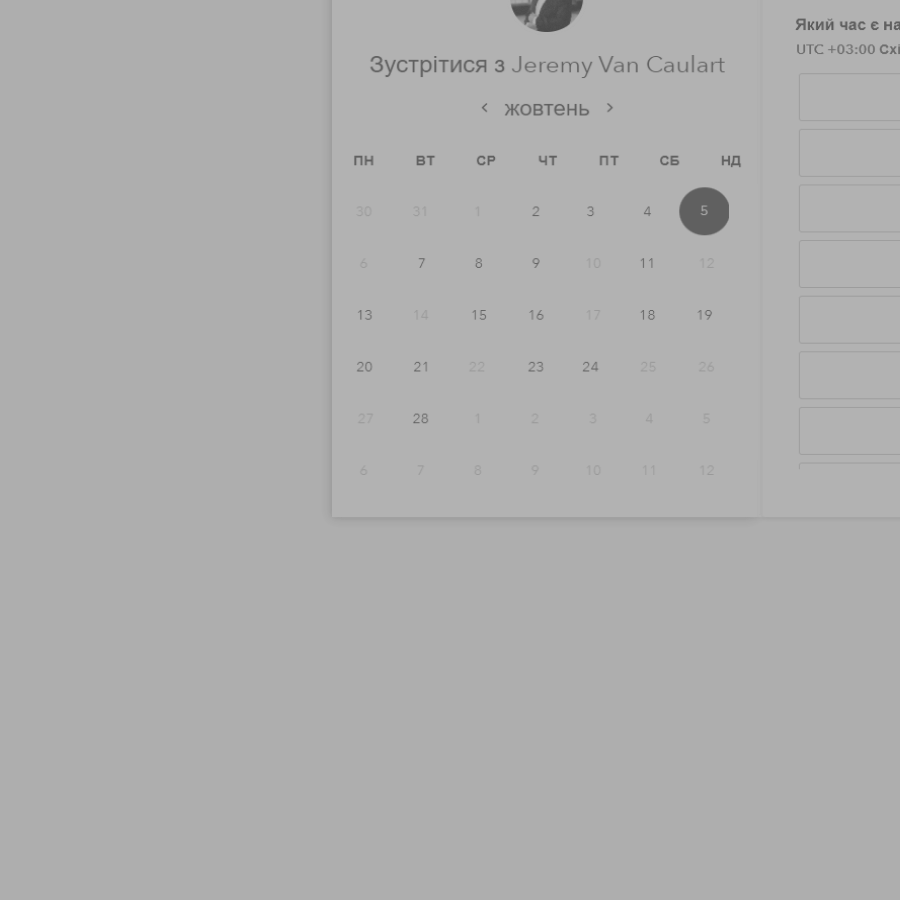 Зустрітися з Jeremy Van Caulart
< жовтень >
ПН ВТ СР ЧТ ПТ СБ НД
30 31 1 2 3 4 5
6 7 8 9 10 11 12
13 14 15 16 17 18 19
20 21 22 23 24 25 26
27 28 1 2 3 4 5
6 7 8 9 10 11 12
Який час є
UTC +03:00